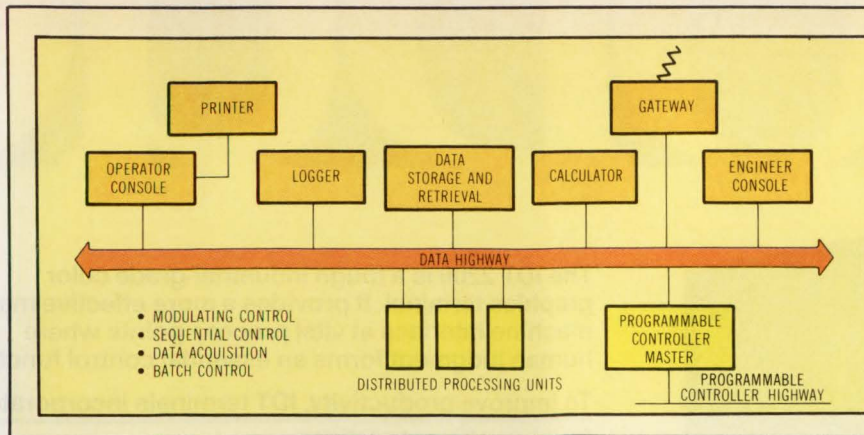 PRINTER
GATEWAY
OPERATOR
CONSOLE
LOGGER
DATA
STORAGE AND
RETRIEVAL
CALCULATOR
ENGINEER
CONSOLE
DATA HIGHWAY
• MODULATING CONTROL
• SEQUENTIAL CONTROL
• DATA ACQUISITION
• BATCH CONTROL
DISTRIBUTED PROCESSING UNITS
PROGRAMMABLE
CONTROLLER
MASTER
PROGRAMMABLE
CONTROLLER HIGHWAY